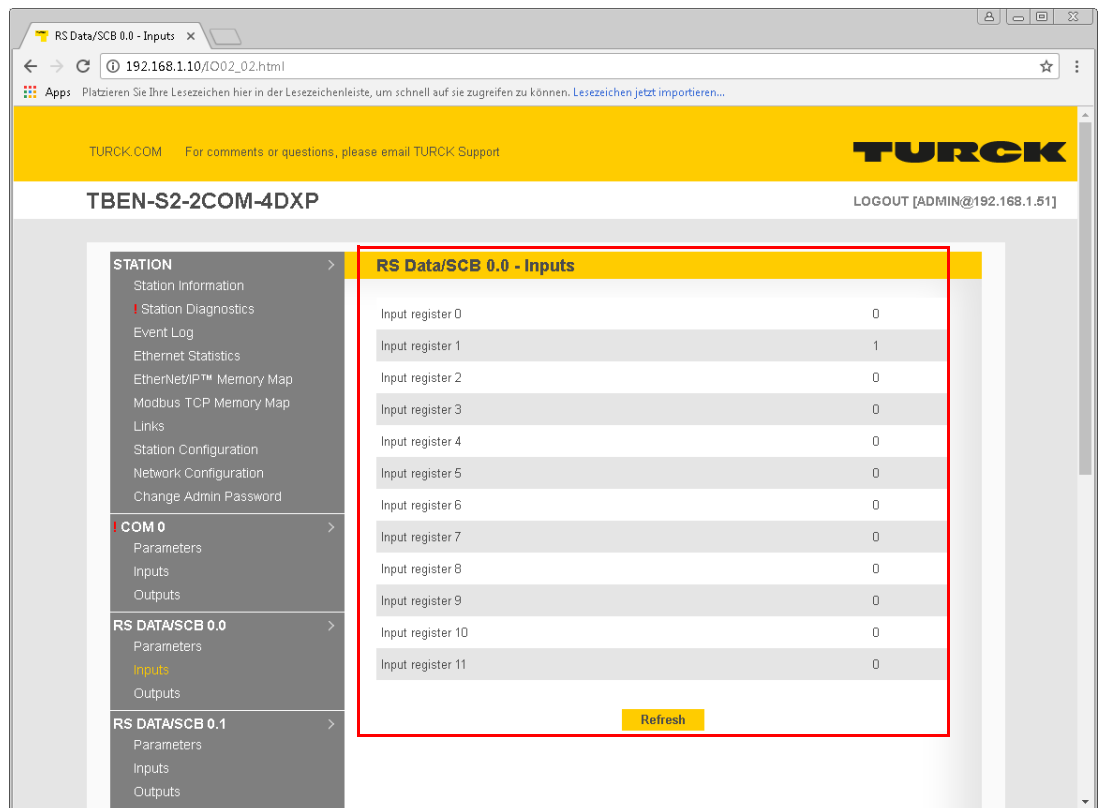 RS Data/SCB 0.0 - Inputs
192.168.1.10/IO02_02.html
Apps Platzieren Sie Ihre Lesezeichen hier in der Lesezeichenleiste, um schnell auf sie zugreifen zu können. Lesezeichen jetzt importieren...
TURCK.COM For comments or questions, please email TURCK Support
TURCK
TBEN-S2-2COM-4DXP
LOGOUT [ADMIN@192.168.1.51]
STATION
Station Information
! Station Diagnostics
Event Log
Ethernet Statistics
EtherNet/IP™ Memory Map
Modbus TCP Memory Map
Links
Station Configuration
Network Configuration
Change Admin Password
! COM 0
Parameters
Inputs
Outputs
RS DATA/SCB 0.0
Parameters
Inputs
Outputs
RS DATA/SCB 0.1
Parameters
Inputs
Outputs
RS Data/SCB 0.0 - Inputs
Input register 0 0
Input register 1 1
Input register 2 0
Input register 3 0
Input register 4 0
Input register 5 0
Input register 6 0
Input register 7 0
Input register 8 0
Input register 9 0
Input register 10 0
Input register 11 0
Refresh